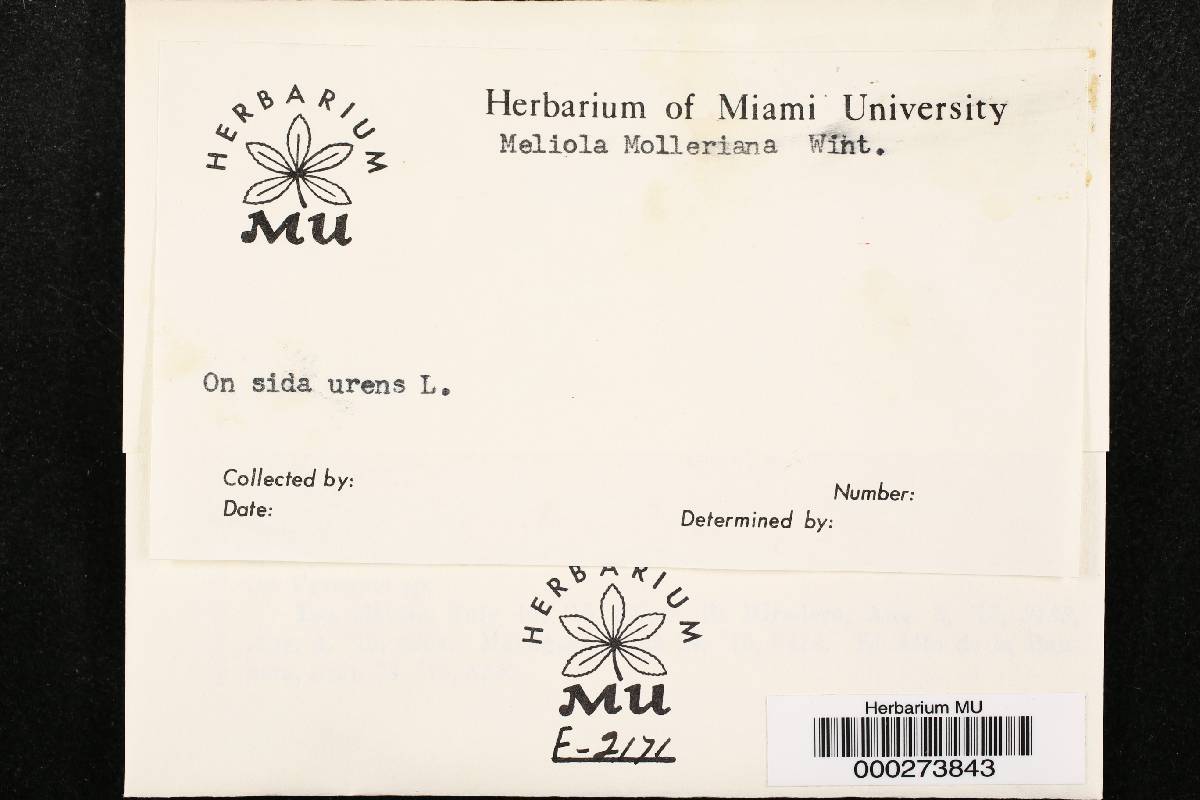 HERBARIUM
MU
Herbarium of Miami University
Meliola Molleriana Wint.
On sida urens L.
Collected by:
Date:
Number:
Determined by:
HERBARIUM
MU
E-2171
Herbarium MU
000273843